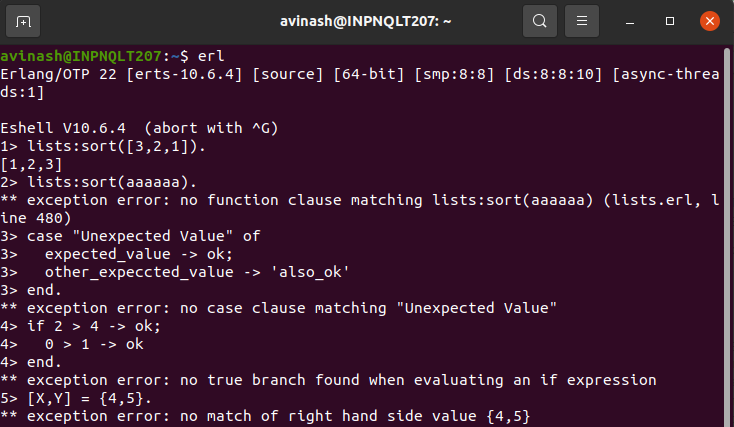 avinash@INPNQLT207: ~
avinash@INPNQLT207:~$ erl
Erlang/OTP 22 [erts-10.6.4] [source] [64-bit] [smp:8:8] [ds:8:8:10] [async-threa
ds:1]
Eshell V10.6.4  (abort with ^G)
1> lists:sort([3,2,1]).
[1,2,3]
2> lists:sort(aaaaaa).
** exception error: no function clause matching lists:sort(aaaaaa) (lists.erl, l
ine 480)
3> case "Unexpected Value" of
3>   expected_value -> ok;
3>   other_expeccted_value -> 'also_ok'
3> end.
** exception error: no case clause matching "Unexpected Value"
4> if 2 > 4 -> ok;
4>   0 > 1 -> ok
4> end.
** exception error: no true branch found when evaluating an if expression
5> [X,Y] = {4,5}.
** exception error: no match of right hand side value {4,5}